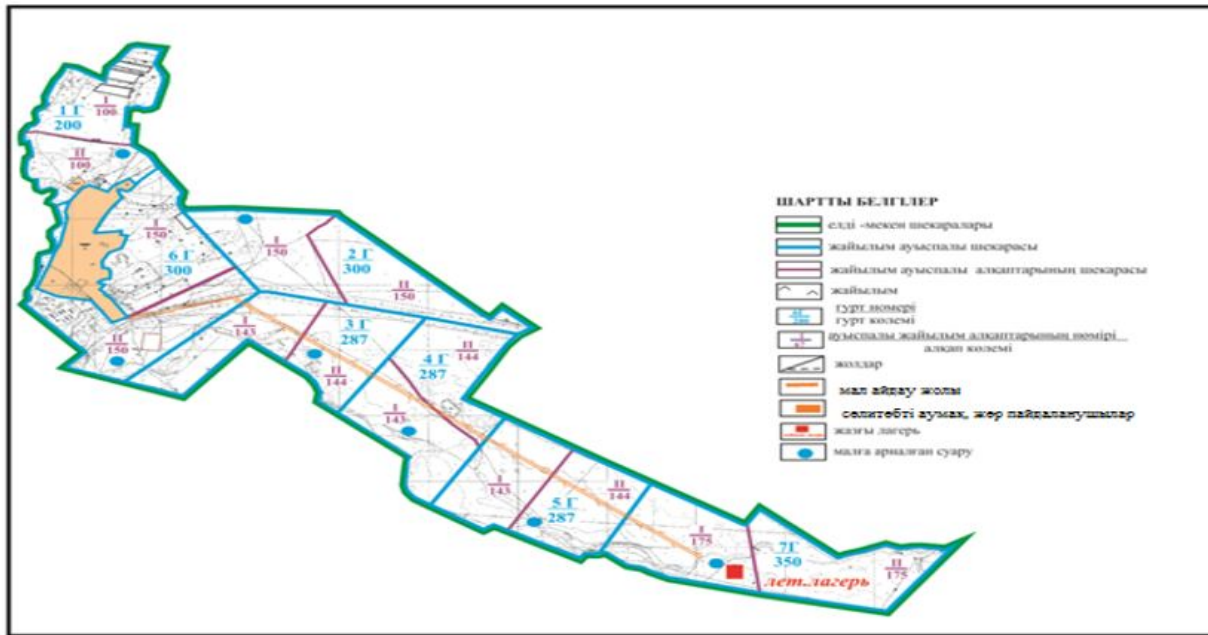 I
100
1 Г
200
II
100
I
150
6 Г
300
I
150
2 Г
300
II
150
II
150
I
143
3 Г
287
II
144
4 Г
287
II
144
I
143
I
143
5 Г
287
II
144
I
175
7Г
350
II
175
лет.лагерь
ШАРТТЫ БЕЛГІЛЕР
елді -мекен шекаралары
жайылым ауыспалы шекарасы
жайылым ауыспалы алқаптарының шекарасы
жайылым
гурт номері
гурт көлемі
ауыспалы жайылым алқаптарының нөмірі
алқап көлемі
жолдар
мал айдау жолы
селитебті аумақ, жер пайдаланушылар
жазғы лагерь
малға арналған суару